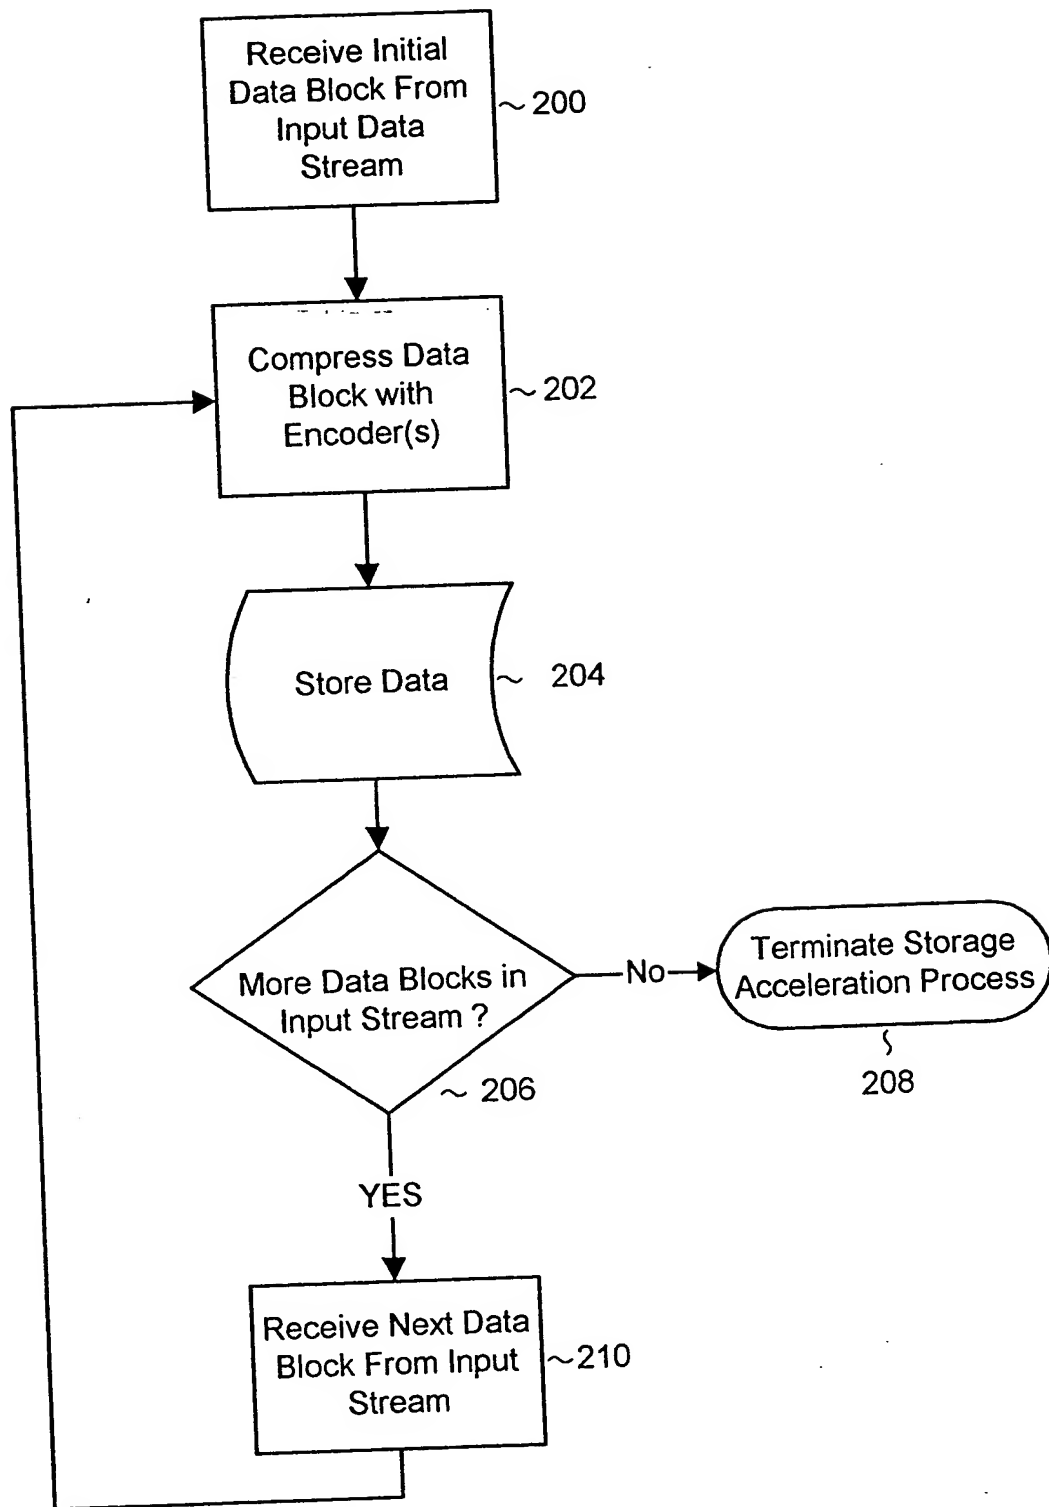 Receive Initial
Data Block From
Input Data
Stream
200
Compress Data
Block with
Encoder(s)
202
Store Data
204
More Data Blocks in
Input Stream ?
206
No
Terminate Storage
Acceleration Process
208
YES
Receive Next Data
Block From Input
Stream
210